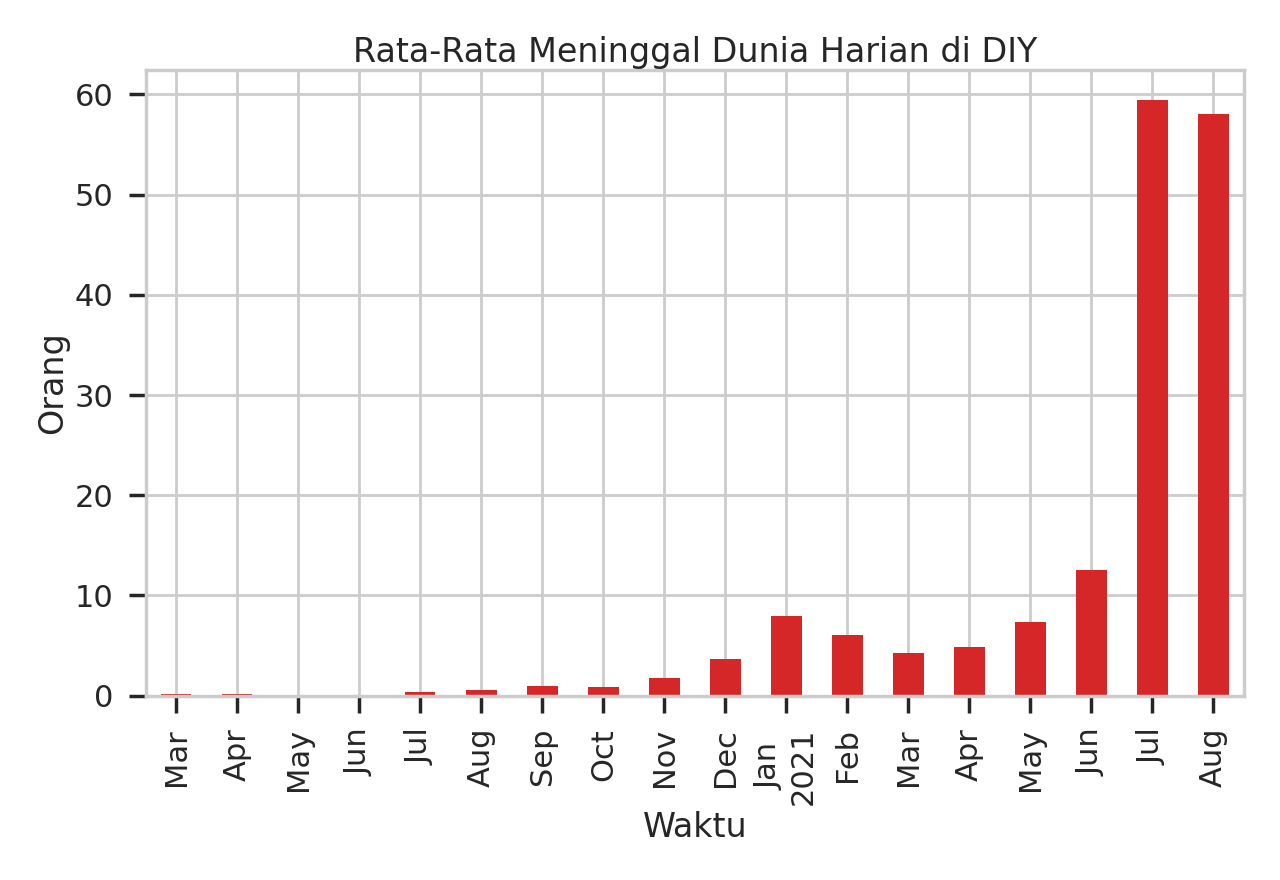 Rata-Rata Meninggal Dunia Harian di DIY
60
50
40
30
20
10
0
Orang
Mar
Apr
May
Jun
Jul
Aug
Sep
Oct
Nov
Dec
Jan
2021
Feb
Mar
Apr
May
Jun
Jul
Aug
Waktu